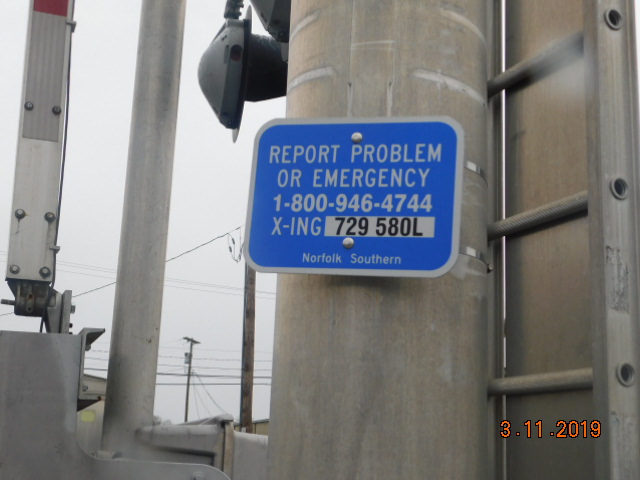 REPORT PROBLEM
OR EMERGENCY
1-800-946-4744
X-ING 729 580L
Norfolk Southern
3.11.2019